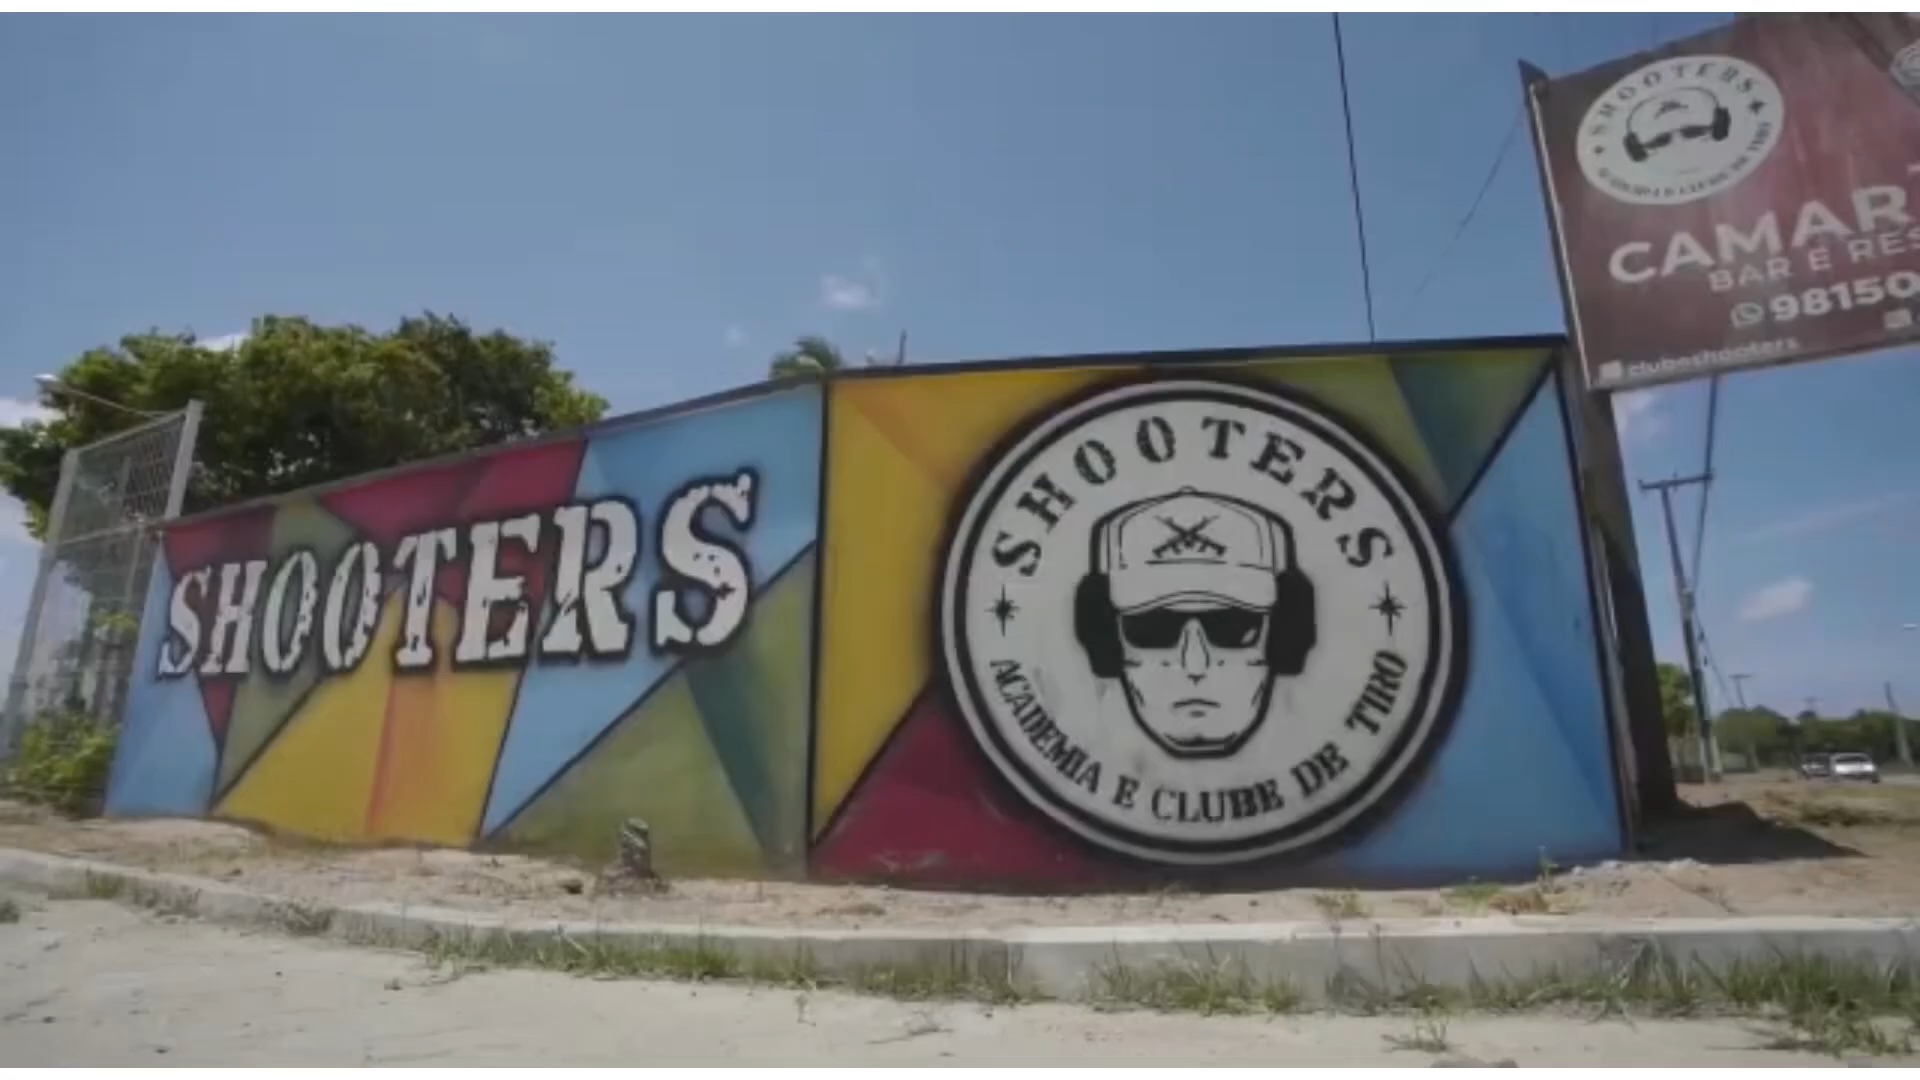 SHOOTERS
SHOOTERS
ACADEMIA E CLUBE DE TIRO
SHOOTERS
CAMAR
BAR E RES
98150
clubeshooters